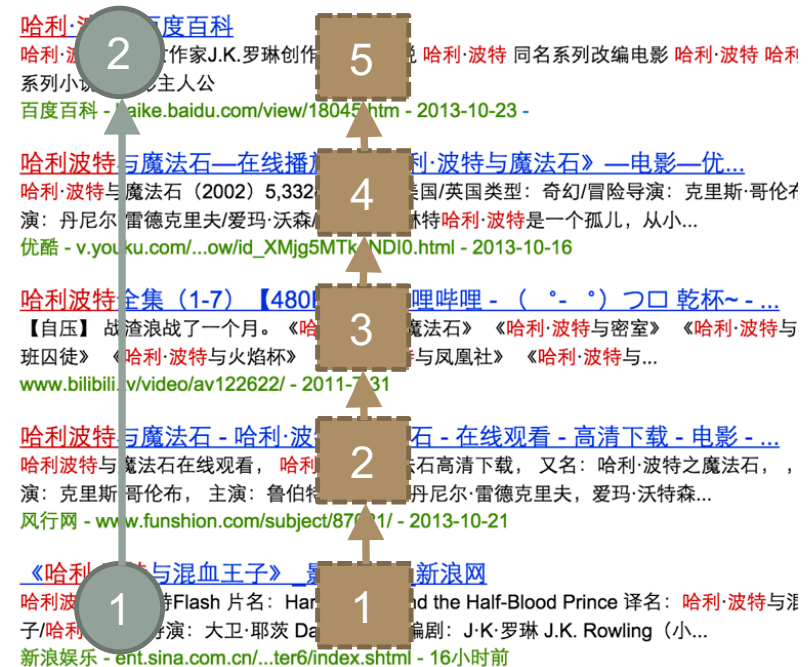 哈利· 2 百度百科
哈利· 作家J.K.罗琳创作 5 哈利·波特 同名系列改编电影 哈利·波特 哈利
系列小说 主人公
百度百科 - baike.baidu.com/view/18045.htm - 2013-10-23 -
哈利波特与魔法石—在线播放 利·波特与魔法石》—电影—优...
哈利·波特与魔法石(2002)5,332 4 美国/英国类型:奇幻/冒险导演:克里斯·哥伦布
演:丹尼尔·雷德克里夫/爱玛·沃森/ 林特哈利·波特是一个孤儿,从小...
优酷 - v.youku.com/...ow/id_XMjg5MTk NDI0.html - 2013-10-16
哈利波特全集(1-7)【480 哩哔哩 - ( ゜- ゜)つロ 乾杯~ - ...
【自压】 战渣浪战了一个月。《哈 3 魔法石》 《哈利·波特与密室》 《哈利·波特与
班囚徒》 《哈利·波特与火焰杯》 与凤凰社》 《哈利·波特与...
www.bilibili.tv/video/av122622/ - 2011-7-31
哈利波特与魔法石 - 哈利·波 石 - 在线观看 - 高清下载 - 电影 - ...
哈利波特与魔法石在线观看, 哈利 2 法石高清下载, 又名:哈利·波特之魔法石, ,
演:克里斯·哥伦布, 主演:鲁伯特 丹尼尔·雷德克里夫,爱玛·沃特森...
风行网 - www.funshion.com/subject/87 1/ - 2013-10-21
《哈利·波特与混血王子》_影 新浪网
哈利波 1 特Flash 片名:Har 1 nd the Half-Blood Prince 译名:哈利·波特与混
子/哈利 导演:大卫·耶茨 Da 编剧:J·K·罗琳 J.K. Rowling(小...
新浪娱乐 - ent.sina.com.cn/...ter6/index.shtml - 16小时前